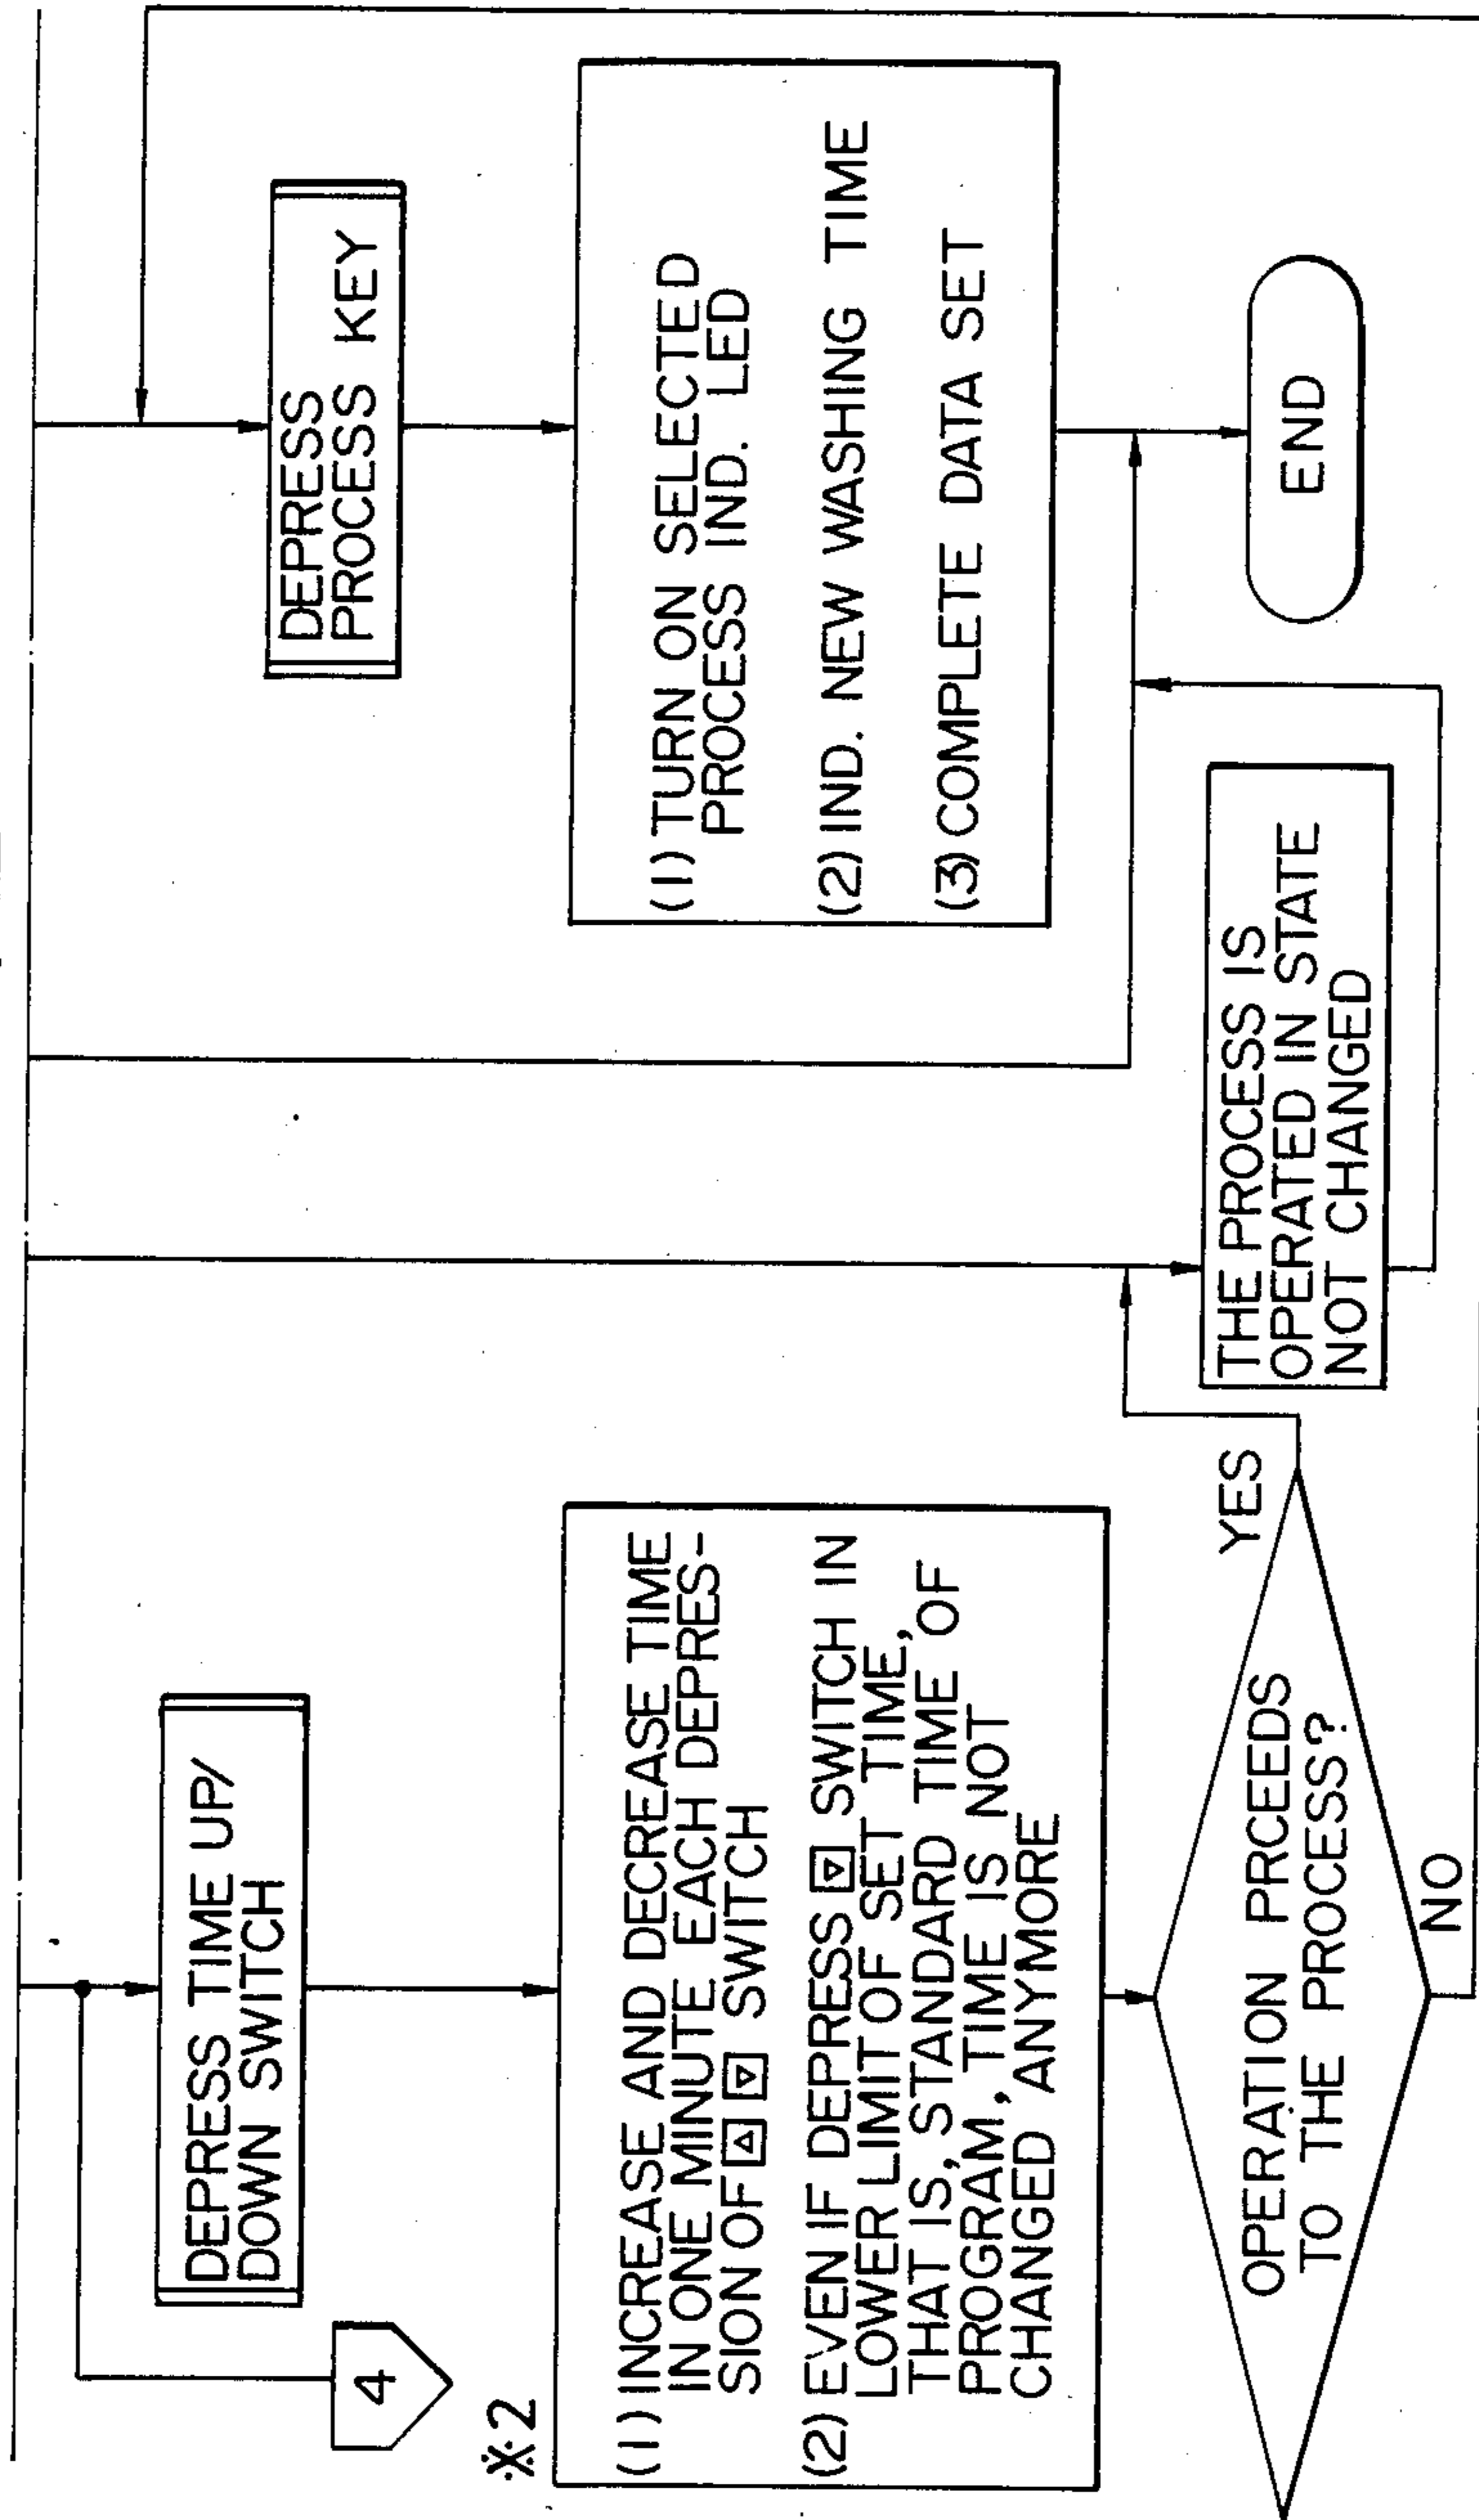 DEPRESS TIME UP/
DOWN SWITCH
4
※2
(1) INCREASE AND DECREASE TIME
IN ONE MINUTE EACH DEPRES-
SION OF △ ▽ SWITCH
(2) EVEN IF DEPRESS ▽ SWITCH IN
LOWER LIMIT OF SET TIME,
THAT IS, STANDARD TIME OF
PROGRAM, TIME IS NOT
CHANGED ANYMORE
OPERATION PRCEEDS
TO THE PROCESS?
YES
NO
THE PROCESS IS
OPERATED IN STATE
NOT CHANGED
DEPRESS
PROCESS KEY
(1) TURN ON SELECTED
PROCESS IND. LED
(2) IND. NEW WASHING TIME
(3) COMPLETE DATA SET
END